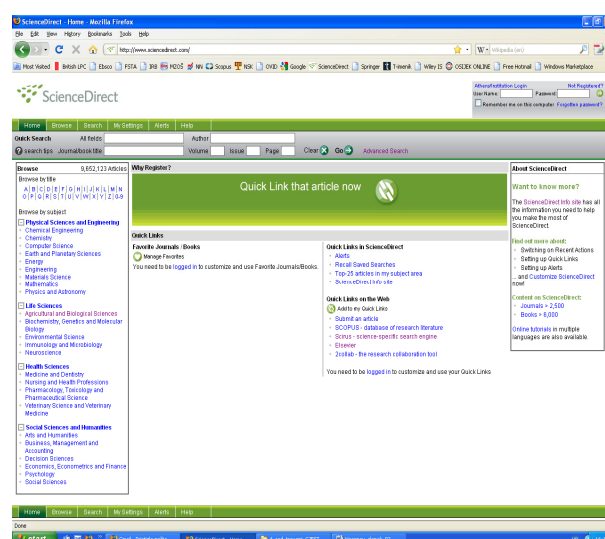 ScienceDirect - Home - Mozilla Firefox
File Edit View History Bookmarks Tools Help
http://www.sciencedirect.com/
Wikipedia (en)
Most Visited British LPC Ebsco FSTA IRB MZOŠ NN Scopus NSK OVID Google ScienceDirect Springer T-imenik Wiley IS OSIJEK ONLINE Free Hotmail Windows Marketplace
ScienceDirect
Athens/Institution Login Not Registered?
User Name: Password:
Remember me on this computer Forgotten password?
Home Browse Search My Settings Alerts Help
Quick Search All fields Author
search tips Journal/book title Volume Issue Page Clear Go Advanced Search
Browse 9,652,123 Articles
Browse by title
A B C D E F G H I J K L M N
O P Q R S T U V W X Y Z 0-9
Browse by subject
Physical Sciences and Engineering
Chemical Engineering
Chemistry
Computer Science
Earth and Planetary Sciences
Energy
Engineering
Materials Science
Mathematics
Physics and Astronomy
Life Sciences
Agricultural and Biological Sciences
Biochemistry, Genetics and Molecular
Biology
Environmental Science
Immunology and Microbiology
Neuroscience
Health Sciences
Medicine and Dentistry
Nursing and Health Professions
Pharmacology, Toxicology and
Pharmaceutical Science
Veterinary Science and Veterinary
Medicine
Social Sciences and Humanities
Arts and Humanities
Business, Management and
Accounting
Decision Sciences
Economics, Econometrics and Finance
Psychology
Social Sciences
Why Register?
Quick Link that article now
Quick Links
Favorite Journals / Books
Manage Favorites
You need to be logged in to customize and use Favorite Journals/Books.
Quick Links in ScienceDirect
Alerts
Recall Saved Searches
Top-25 articles in my subject area
ScienceDirect Info site
Quick Links on the Web
Add to my Quick Links
Submit an article
SCOPUS - database of research literature
Scirus - science-specific search engine
Elsevier
2collab - the research collaboration tool
You need to be logged in to customize and use your Quick Links
About ScienceDirect
Want to know more?
The ScienceDirect Info site has all
the information you need to help
you make the most of
ScienceDirect.
Find out more about:
Switching on Recent Actions
Setting up Quick Links
Setting up Alerts
... and Customize ScienceDirect
now!
Content on ScienceDirect:
Journals > 2,500
Books > 6,000
Online tutorials in multiple
languages are also available.
Home Browse Search My Settings Alerts Help
Done
start